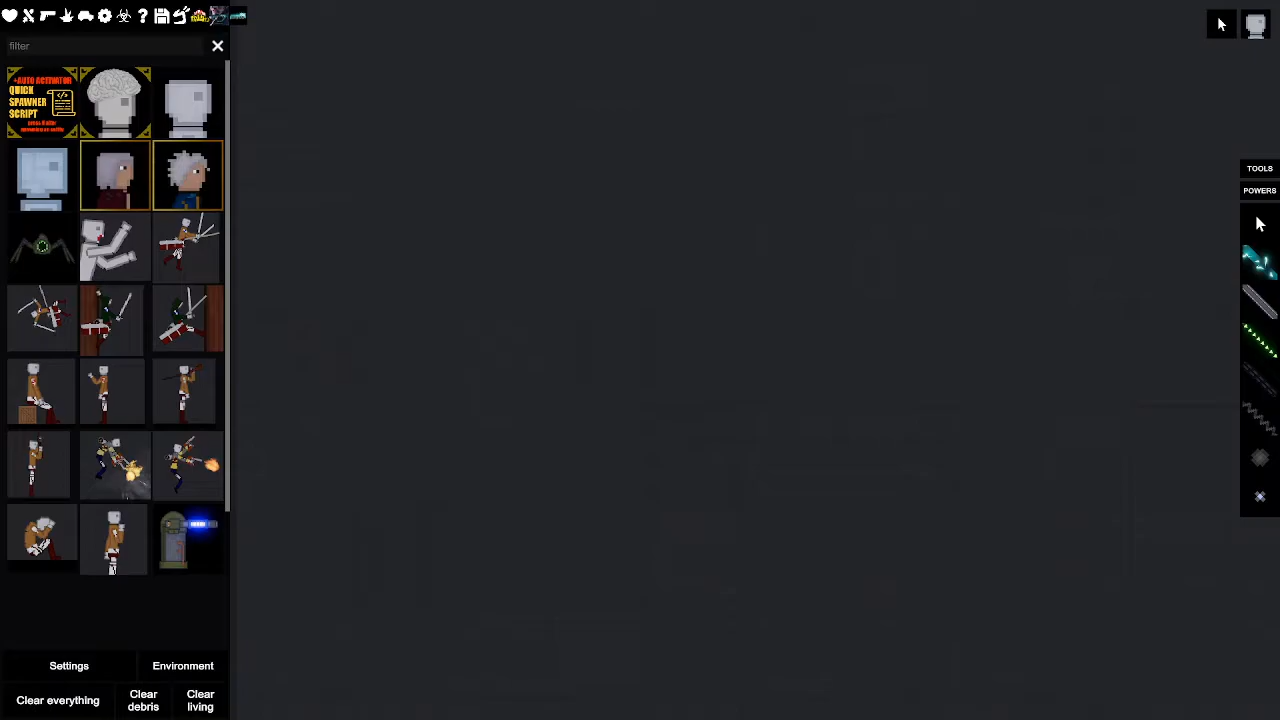 filter
+AUTO ACTIVATOR
QUICK
SPAWNER
SCRIPT
TOOLS
POWERS
Settings
Environment
Clear everything
Clear
debris
Clear
living